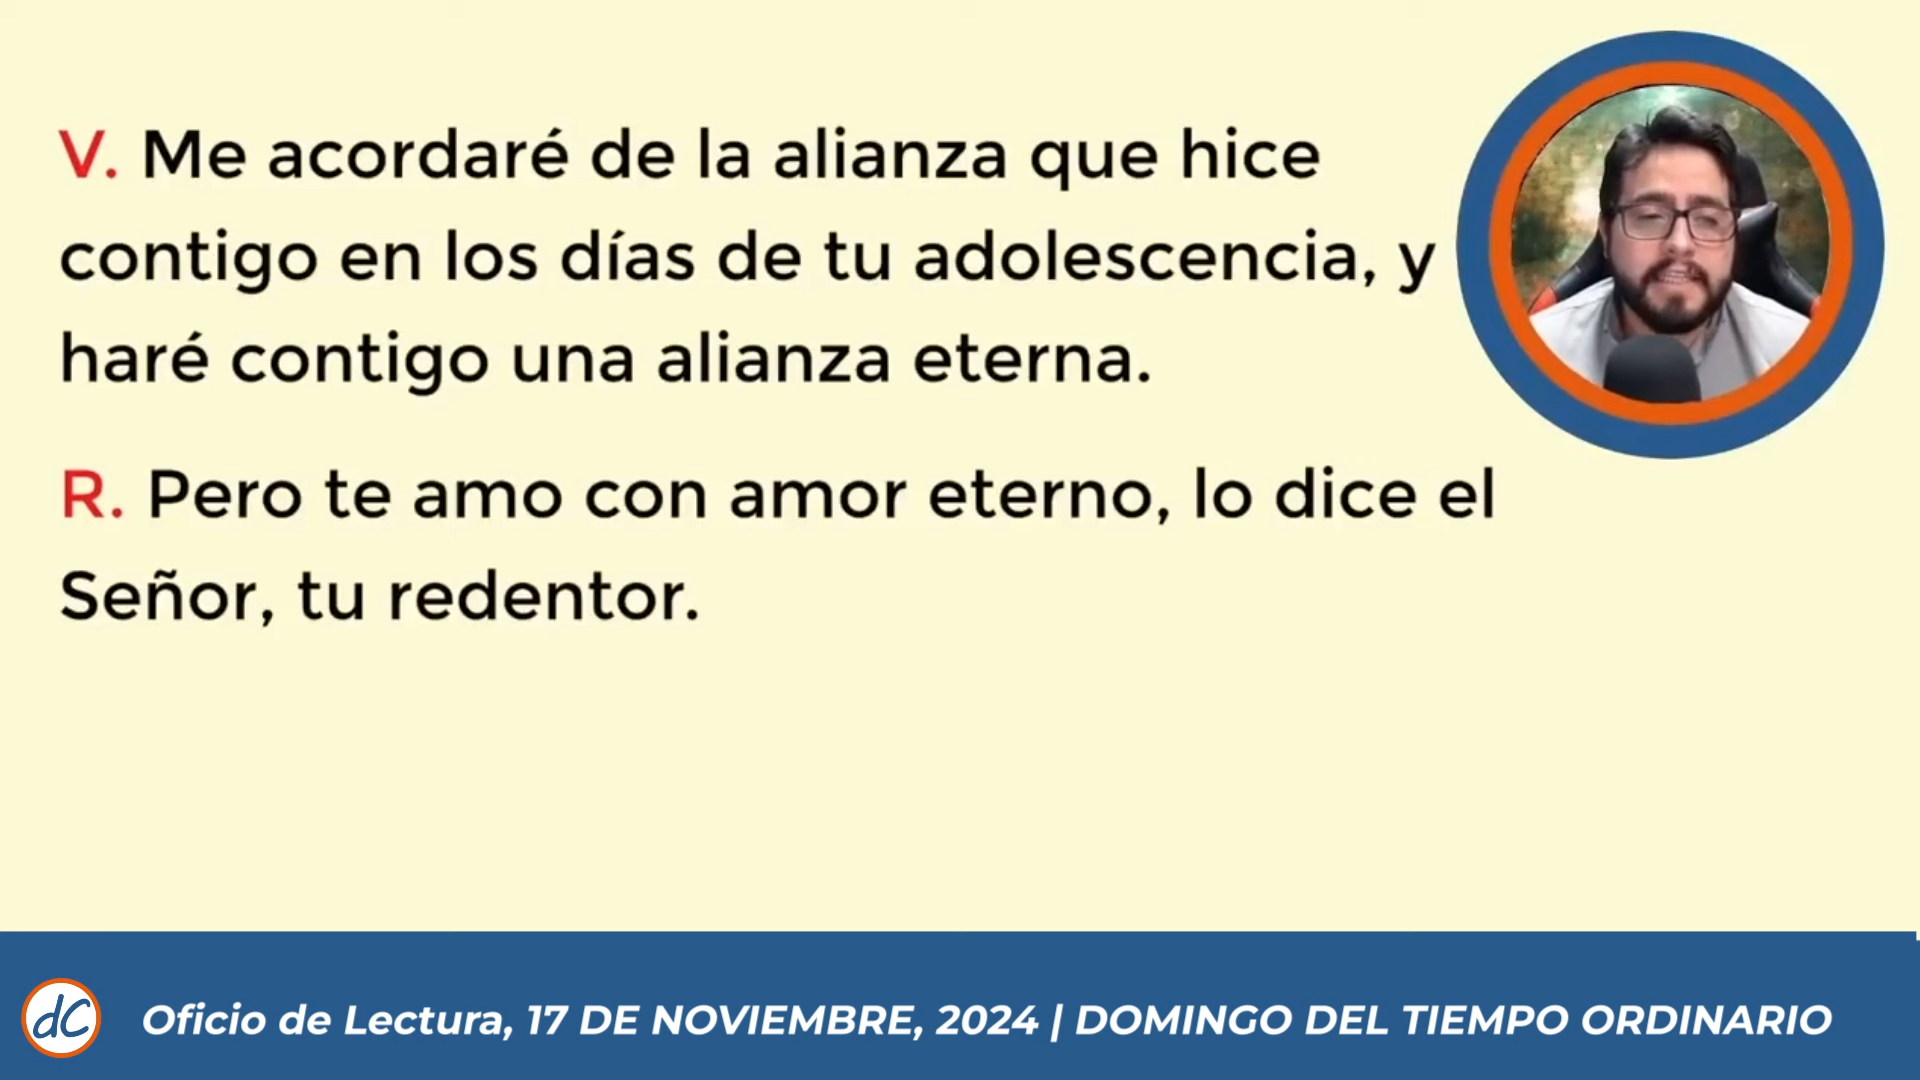 V. Me acordaré de la alianza que hice
contigo en los días de tu adolescencia, y
haré contigo una alianza eterna.
R. Pero te amo con amor eterno, lo dice el
Señor, tu redentor.
dC
Oficio de Lectura, 17 DE NOVIEMBRE, 2024 | DOMINGO DEL TIEMPO ORDINARIO